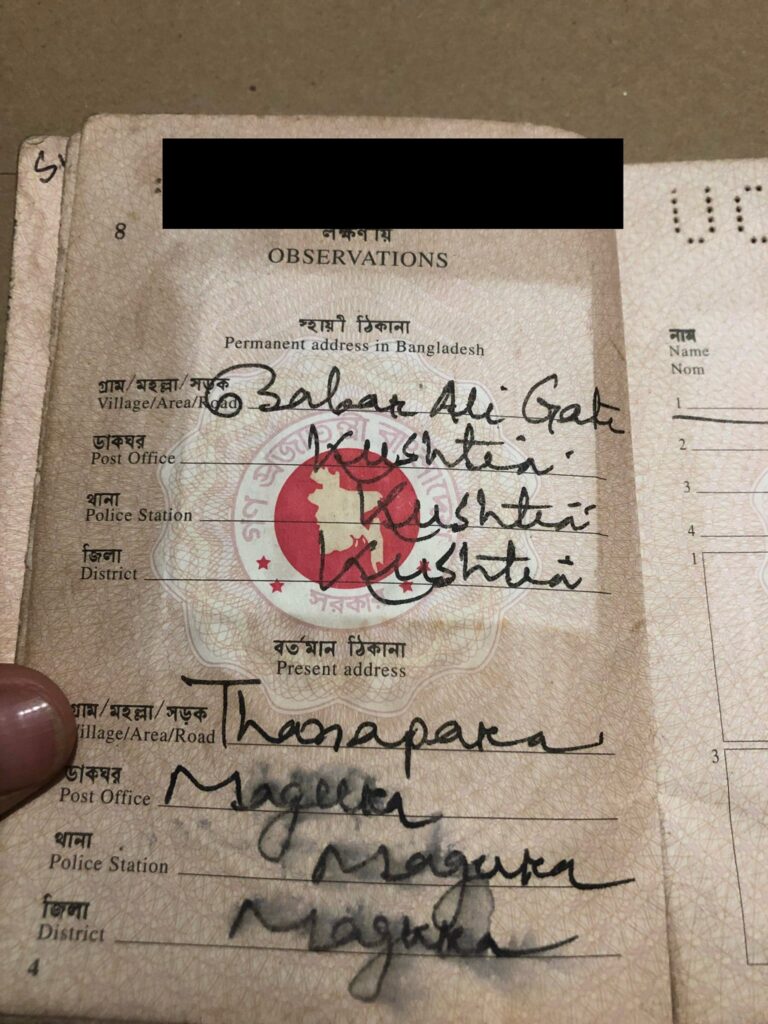 8
লক্ষণীয়
OBSERVATIONS
স্থায়ী ঠিকানা
Permanent address in Bangladesh
গ্রাম/মহল্লা/সড়ক
Village/Area/Road Babar Ali Gate
ডাকঘর
Post Office Kushtia
থানা
Police Station Kushtia
জিলা
District Kushtia
বর্তমান ঠিকানা
Present address
গ্রাম/মহল্লা/সড়ক
Village/Area/Road Thanapara
ডাকঘর
Post Office Magura
থানা
Police Station Magura
জিলা
District Magura
4
নাম
Name
Nom
1
2
3
4
1
3